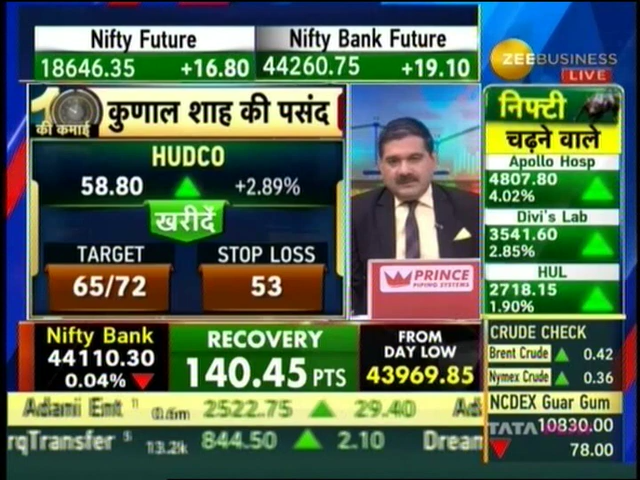 Nifty Future
18646.35 +16.80
Nifty Bank Future
44260.75 +19.10
ZEE BUSINESS
LIVE
की कमाई
कुणाल शाह की पसंद
HUDCO
58.80 +2.89%
खरीदें
TARGET
65/72
STOP LOSS
53
PRINCE
PIPING SYSTEMS
निफ्टी
चढ़ने वाले
Apollo Hosp
4807.80
4.02%
Divi's Lab
3541.60
2.85%
HUL
2718.15
1.90%
Nifty Bank
44110.30
0.04%
RECOVERY
140.45 PTS
FROM
DAY LOW
43969.85
CRUDE CHECK
Brent Crude 0.42
Nymex Crude 0.36
NCDEX Guar Gum
10830.00
78.00
TATA
Adani Ent 0.6m 2522.75 29.40 Ad
rqTransfer 13.2k 844.50 2.10 Dream